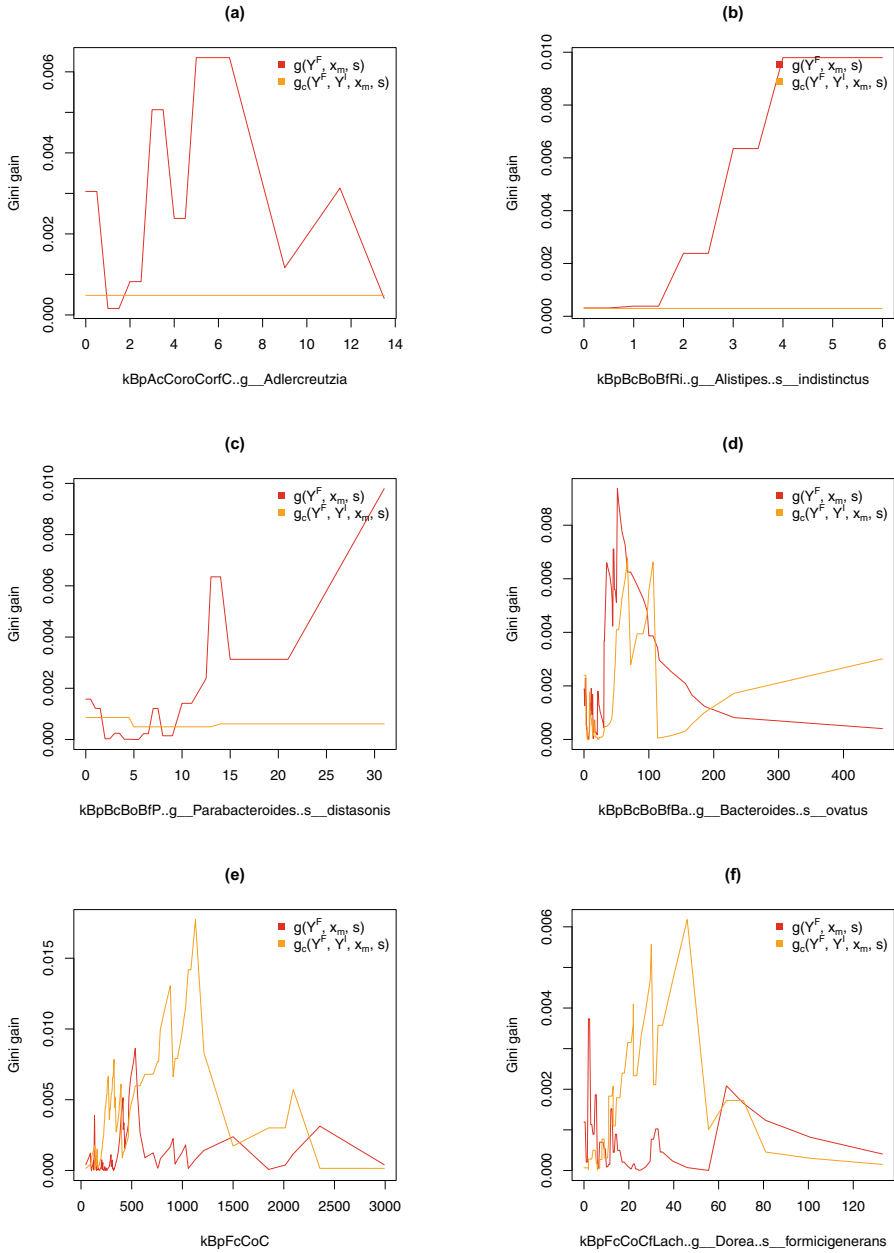 (a)
g(Y^F, x_m, s)
g_c(Y^F, Y^I, x_m, s)
Gini gain
0.000
0.002
0.004
0.006
0 2 4 6 8 10 12 14
kBpAcCoroCorfC..g__Adlercreutzia
(b)
g(Y^F, x_m, s)
g_c(Y^F, Y^I, x_m, s)
Gini gain
0.000
0.002
0.004
0.006
0.008
0.010
0 1 2 3 4 5 6
kBpBcBoBfRi..g__Alistipes..s__indistinctus
(c)
g(Y^F, x_m, s)
g_c(Y^F, Y^I, x_m, s)
Gini gain
0.000
0.002
0.004
0.006
0.008
0.010
0 5 10 15 20 25 30
kBpBcBoBfP..g__Parabacteroides..s__distasonis
(d)
g(Y^F, x_m, s)
g_c(Y^F, Y^I, x_m, s)
Gini gain
0.000
0.002
0.004
0.006
0.008
0 100 200 300 400
kBpBcBoBfBa..g__Bacteroides..s__ovatus
(e)
g(Y^F, x_m, s)
g_c(Y^F, Y^I, x_m, s)
Gini gain
0.000
0.005
0.010
0.015
0 500 1000 1500 2000 2500 3000
kBpFcCoC
(f)
g(Y^F, x_m, s)
g_c(Y^F, Y^I, x_m, s)
Gini gain
0.000
0.002
0.004
0.006
0 20 40 60 80 100 120
kBpFcCoCfLach..g__Dorea..s__formicigenerans